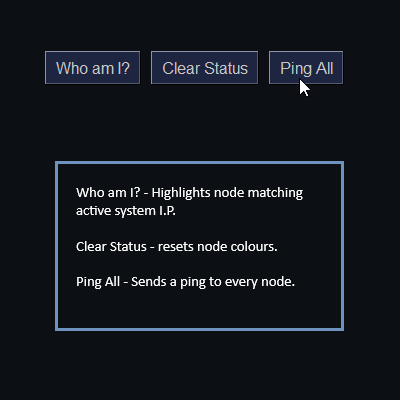 Who am I?
Clear Status
Ping All
Who am I? - Highlights node matching
active system I.P.
Clear Status - resets node colours.
Ping All - Sends a ping to every node.